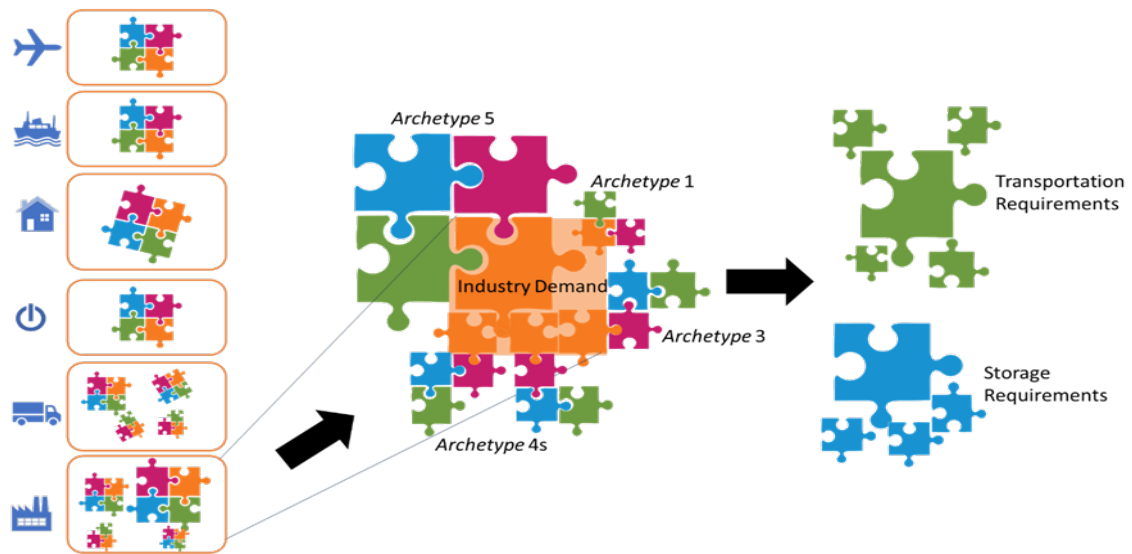 Archetype 5
Archetype 1
Industry Demand
Archetype 3
Archetype 4s
Transportation
Requirements
Storage
Requirements